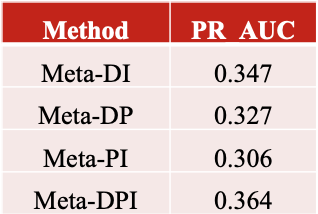 Method PR AUC
Meta-DI 0.347
Meta-DP 0.327
Meta-PI 0.306
Meta-DPI 0.364